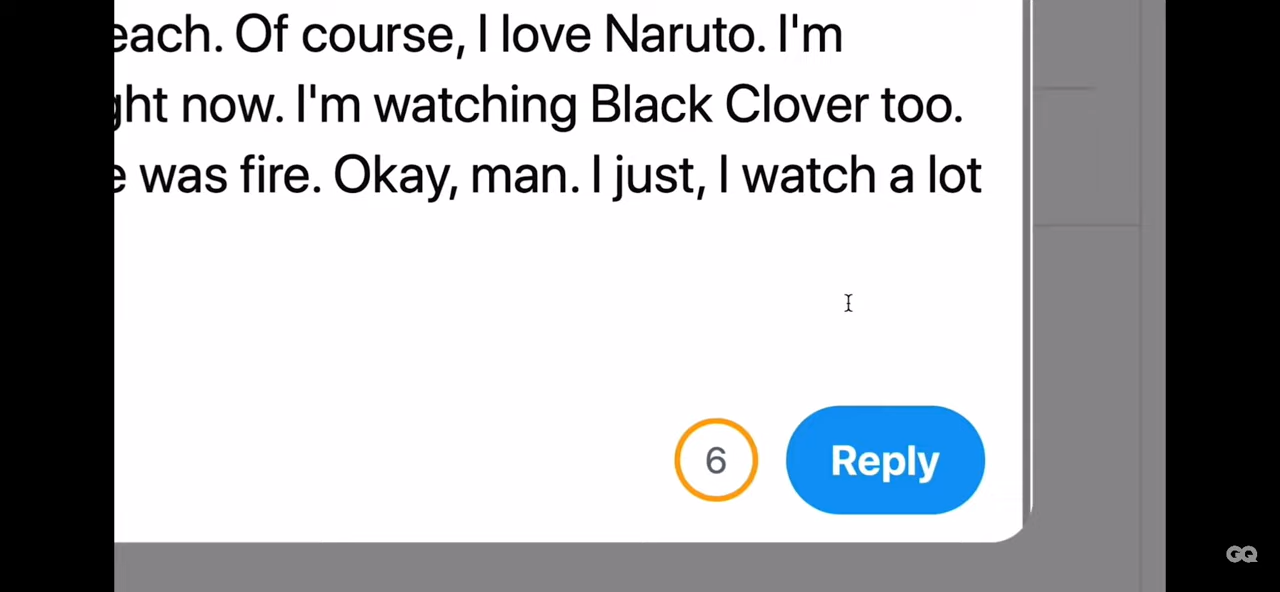 each. Of course, I love Naruto. I'm
ght now. I'm watching Black Clover too.
e was fire. Okay, man. I just, I watch a lot
6
Reply
GQ